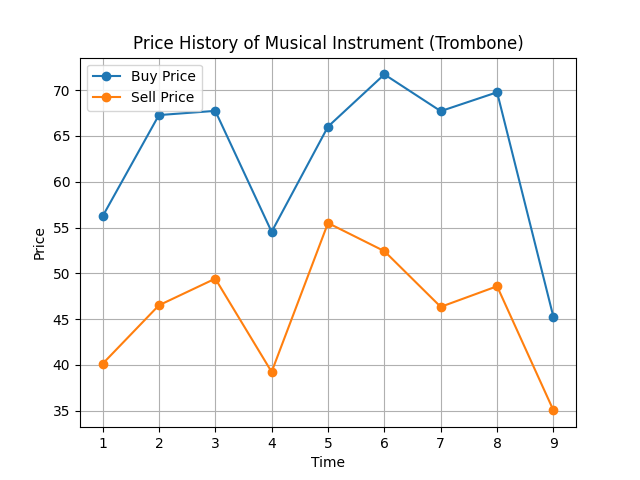 Price History of Musical Instrument (Trombone)
Buy Price
Sell Price
Price
70
65
60
55
50
45
40
35
1 2 3 4 5 6 7 8 9
Time